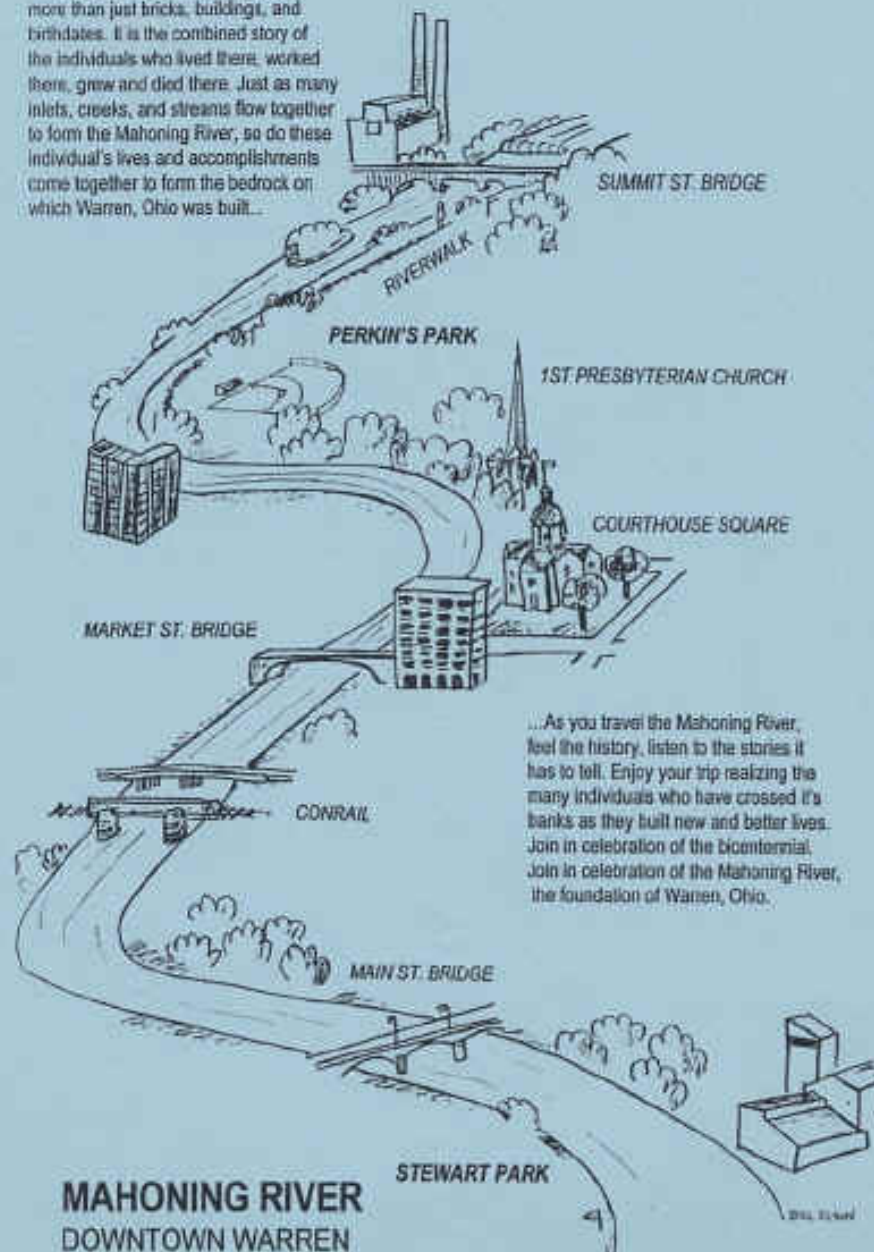 more than just bricks, buildings, and
birthdates. It is the combined story of
the individuals who lived there, worked
there, grew and died there. Just as many
inlets, creeks, and streams flow together
to form the Mahoning River, so do these
individual's lives and accomplishments
come together to form the bedrock on
which Warren, Ohio was built...
SUMMIT ST. BRIDGE
RIVERWALK
PERKIN'S PARK
1ST PRESBYTERIAN CHURCH
COURTHOUSE SQUARE
MARKET ST. BRIDGE
...As you travel the Mahoning River,
feel the history, listen to the stories it
has to tell. Enjoy your trip realizing the
many individuals who have crossed it's
banks as they built new and better lives.
Join in celebration of the bicentennial.
Join in celebration of the Mahoning River,
the foundation of Warren, Ohio.
CONRAIL
MAIN ST. BRIDGE
STEWART PARK
MAHONING RIVER
DOWNTOWN WARREN